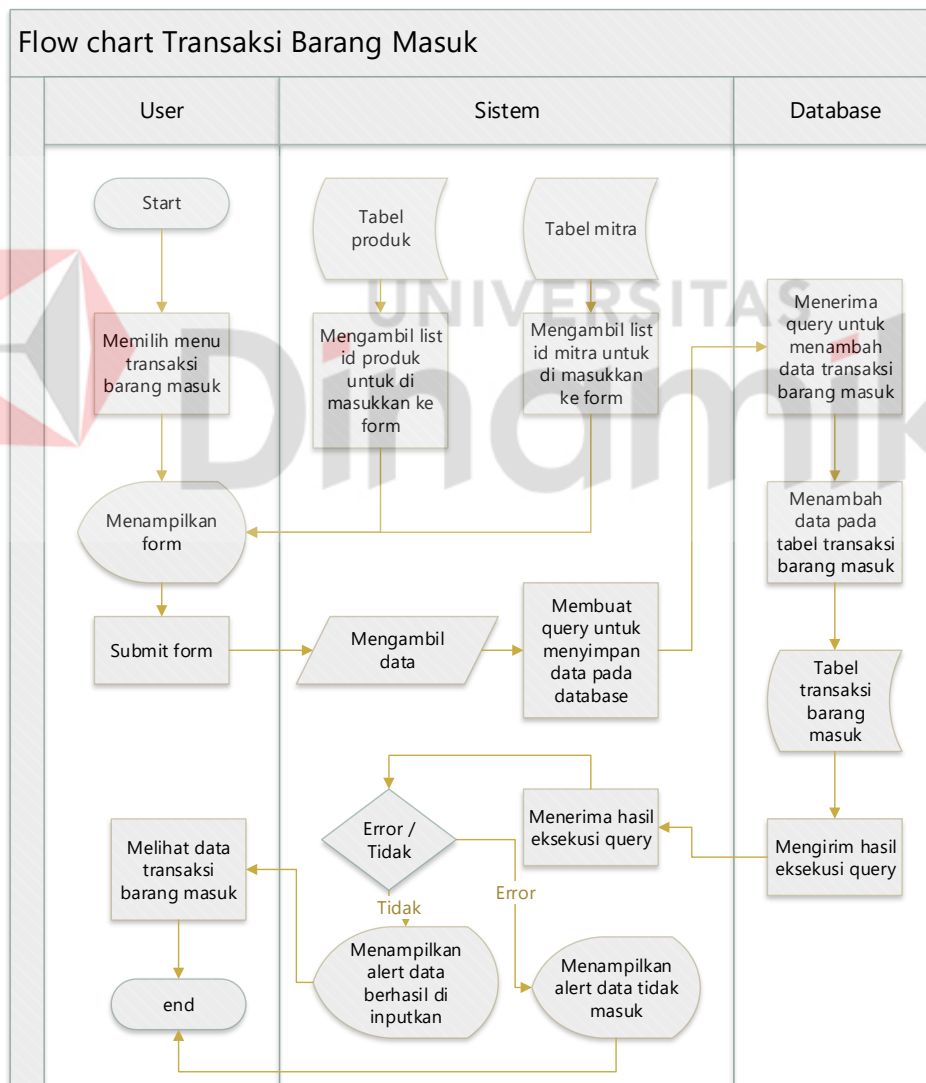 Flow chart Transaksi Barang Masuk
User
Sistem
Database
Start
Tabel
produk
Tabel mitra
UNIVERSITAS
Dinamik
Memilih menu
transaksi
barang masuk
Mengambil list
id produk
untuk di
masukkan ke
form
Mengambil list
id mitra untuk
di masukkan
ke form
Menerima
query untuk
menambah
data transaksi
barang masuk
Menampilkan
form
Menambah
data pada
tabel transaksi
barang masuk
Submit form
Mengambil
data
Membuat
query untuk
menyimpan
data pada
database
Tabel
transaksi
barang
masuk
Error /
Tidak
Menerima hasil
eksekusi query
Mengirim hasil
eksekusi query
Melihat data
transaksi
barang masuk
Tidak
Error
Menampilkan
alert data
berhasil di
inputkan
Menampilkan
alert data tidak
masuk
end